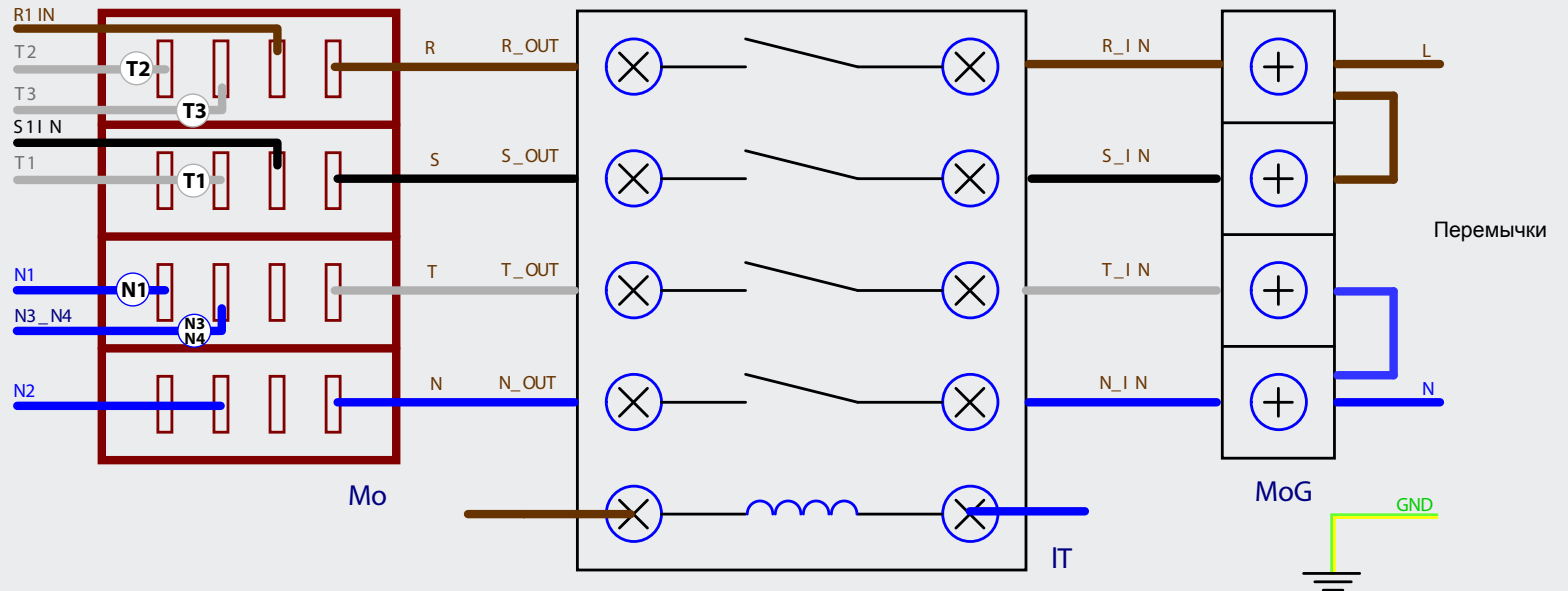 R1 IN
R
R_OUT
R_I N
L
T2
T2
T3
T3
S1I N
S
S_OUT
S_I N
T1
T1
Перемычки
N1
N1
T
T_OUT
T_I N
N3_N4
N3
N4
N2
N
N_OUT
N_I N
N
Mo
MoG
GND
IT